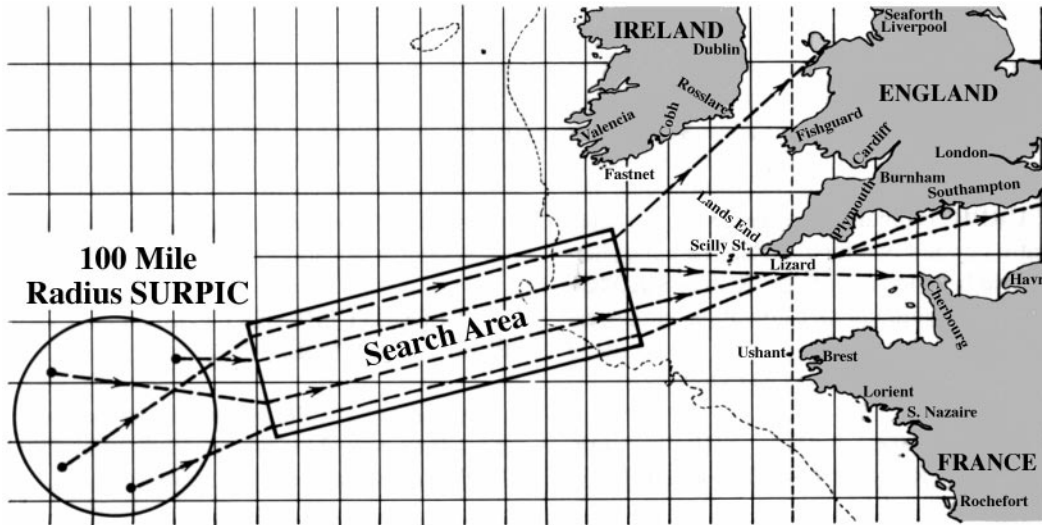 IRELAND
Dublin
Rosslare
Cobh
Valencia
Fastnet
Seaforth
Liverpool
ENGLAND
Fishguard
Cardiff
London
Burnham
Southampton
Plymouth
Lands End
Scilly St.
Lizard
100 Mile
Radius SURPIC
Search Area
Havr
Cherbourg
Ushant
Brest
Lorient
S. Nazaire
FRANCE
Rochefort